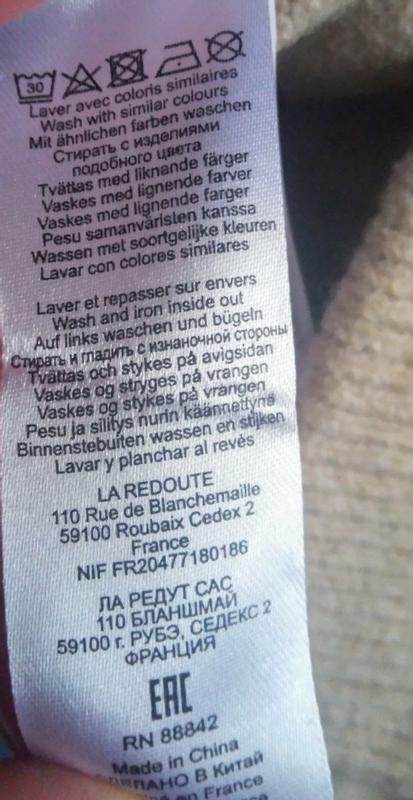 30
Laver avec coloris similaires
Wash with similar colours
Mit ähnlichen farben waschen
Стирать с изделиями
подобного цвета
Tvättas med liknande färger
Vaskes med lignende farver
Vaskes med lignende farger
Pesu samanvärislen kanssa
Wassen met soortgelijke kleuren
Lavar con colores similares
Laver et repasser sur envers
Wash and iron inside out
Auf links waschen und bügeln
Стирать и гладить с изнаночной стороны
Tvättas och stykes på avigsidan
Vaskes og stryges på vrangen
Vaskes og stykes på vrangen
Pesu ja silitys nurin käännettynä
Binnenstebuiten wassen en stijken
Lavar y planchar al revès
LA REDOUTE
110 Rue de Blanchemaille
59100 Roubaix Cedex 2
France
NIF FR20477180186
ЛА РЕДУТ САС
110 БЛАНШМАЙ
59100 г. РУБЭ, СЕДЕКС 2
ФРАНЦИЯ
EAC
RN 88842
Made in China
В Китай
en France